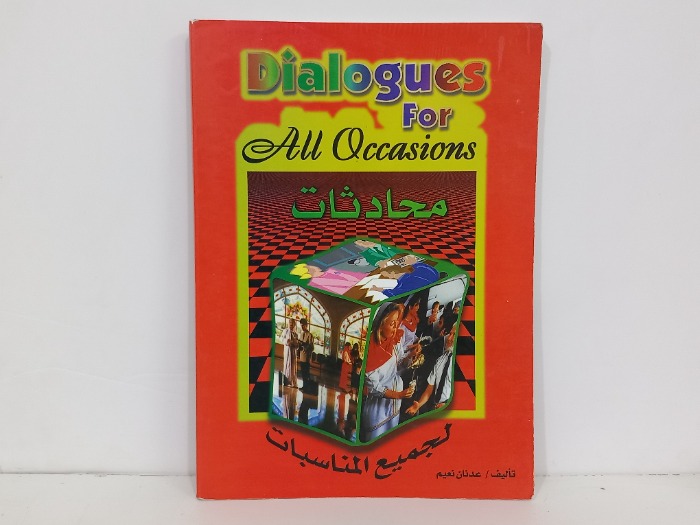 Dialogues
For
All Occasions
محادثات
لجميع المناسبات
تأليف / عدنان نعيم